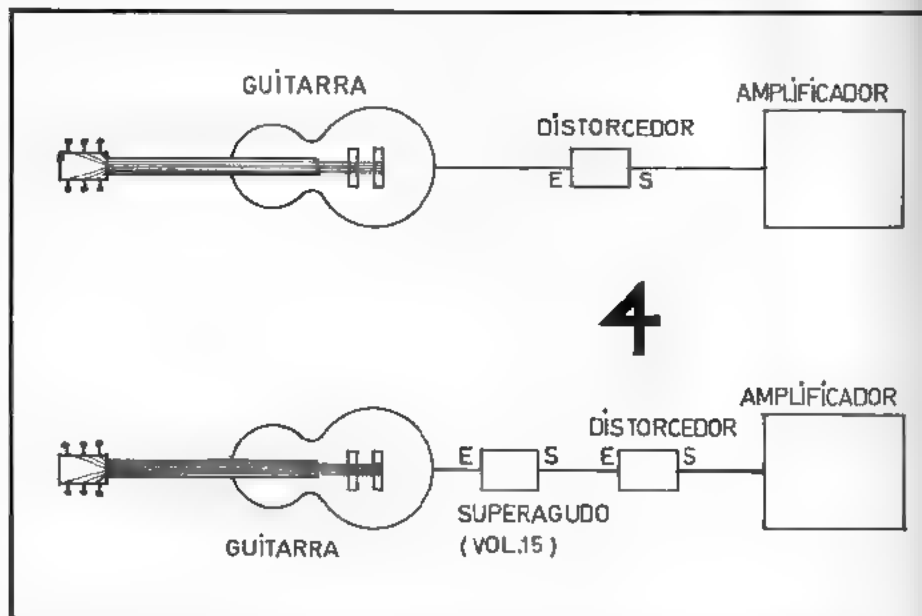 GUITARRA
DISTORCEDOR
AMPLIFICADOR
E
S
4
GUITARRA
E
S
SUPERAGUDO
(VOL.15)
DISTORCEDOR
E
S
AMPLIFICADOR